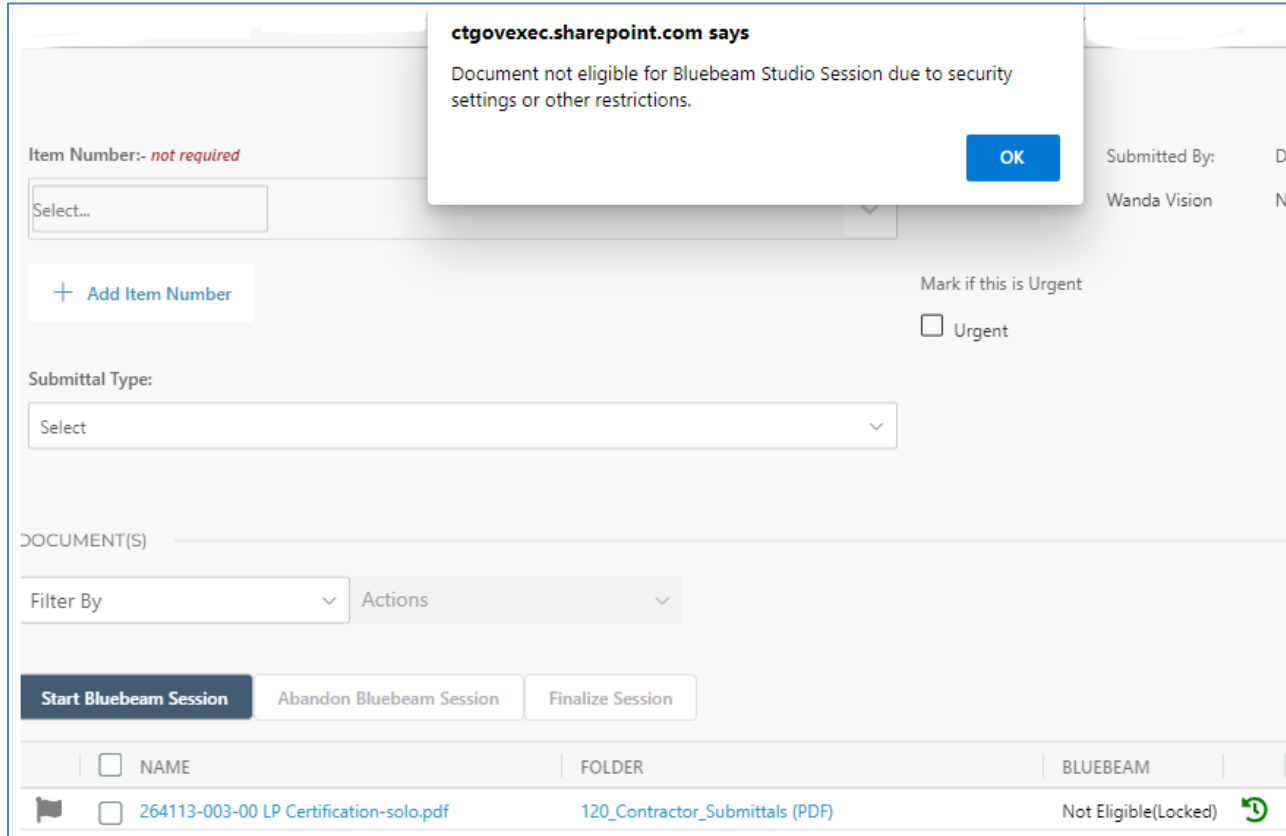 ctgovexec.sharepoint.com says
Document not eligible for Bluebeam Studio Session due to security
settings or other restrictions.
OK
Item Number:- not required
Submitted By:
D
Select...
Wanda Vision
N
+ Add Item Number
Mark if this is Urgent
Urgent
Submittal Type:
Select
DOCUMENT(S)
Filter By
Actions
Start Bluebeam Session
Abandon Bluebeam Session
Finalize Session
NAME
FOLDER
BLUEBEAM
264113-003-00 LP Certification-solo.pdf
120_Contractor_Submittals (PDF)
Not Eligible(Locked)